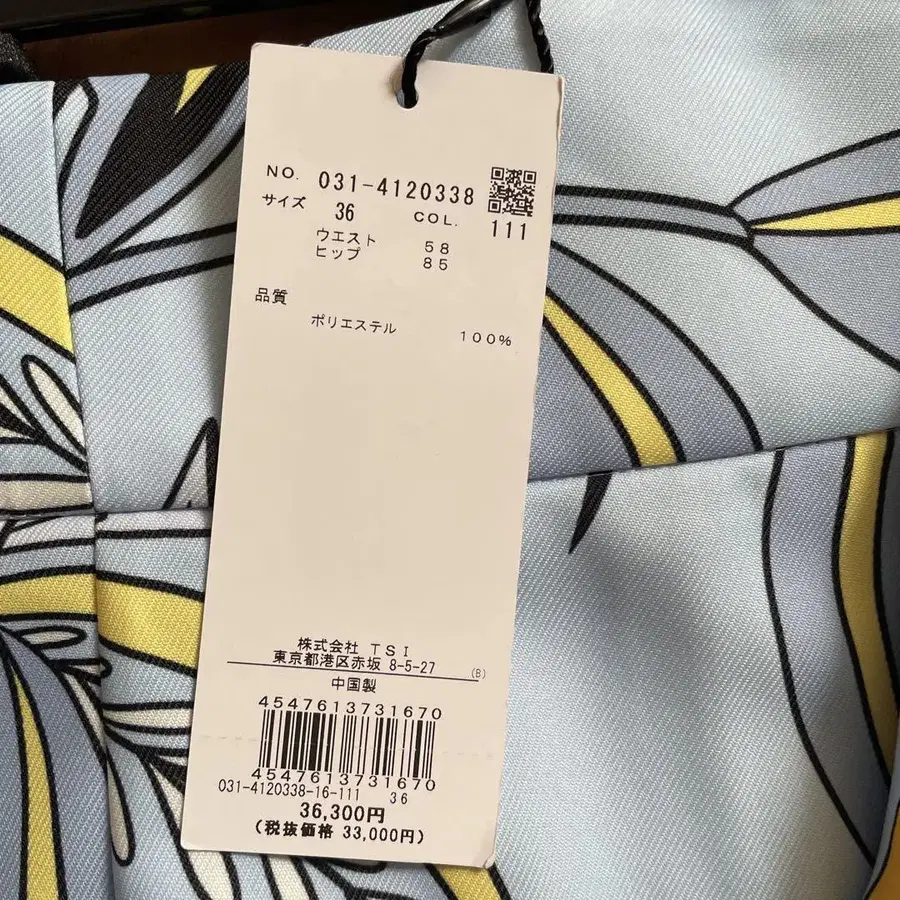 NO. 031-4120338
サイズ 36 COL. 111
ウエスト 58
ヒップ 85
品質
ポリエステル 100%
株式会社 TSI
東京都港区赤坂 8-5-27 (B)
中国製
4547613731670
4547613731670
031-4120338-16-111 36
36,300円
(税抜価格 33,000円)